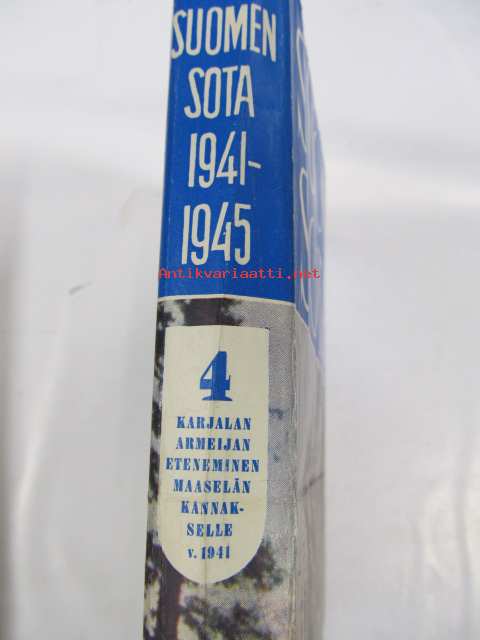 SUOMEN
SOTA
1941-
1945
Antikvariaatti.net
4
KARJALAN
ARMEIJAN
ETENEMINEN
MAASELÄN
KANNAK-
SELLE
v. 1941